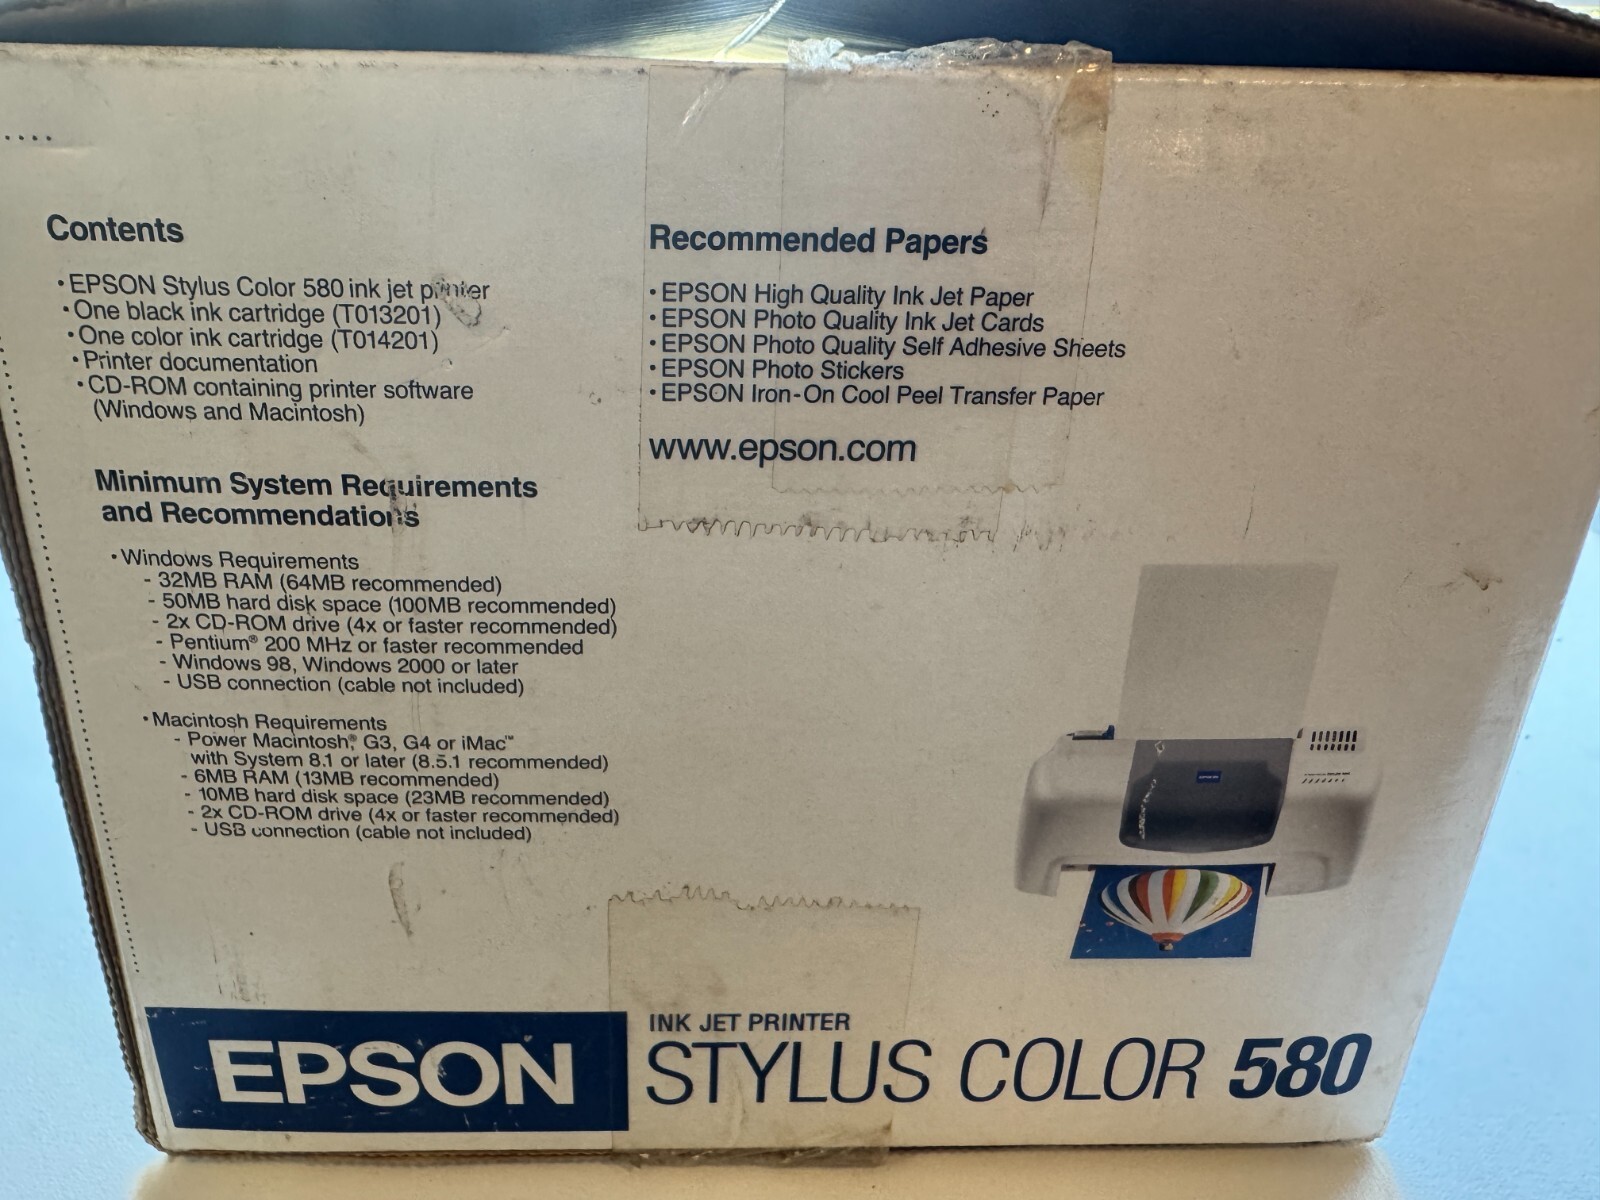 Contents
• EPSON Stylus Color 580 ink jet printer
• One black ink cartridge (T013201)
• One color ink cartridge (T014201)
• Printer documentation
• CD-ROM containing printer software
(Windows and Macintosh)
Minimum System Requirements
and Recommendations
• Windows Requirements
- 32MB RAM (64MB recommended)
- 50MB hard disk space (100MB recommended)
- 2x CD-ROM drive (4x or faster recommended)
- Pentium® 200 MHz or faster recommended
- Windows 98, Windows 2000 or later
- USB connection (cable not included)
• Macintosh Requirements
- Power Macintosh®, G3, G4 or iMac™
with System 8.1 or later (8.5.1 recommended)
- 6MB RAM (13MB recommended)
- 10MB hard disk space (23MB recommended)
- 2x CD-ROM drive (4x or faster recommended)
- USB connection (cable not included)
Recommended Papers
• EPSON High Quality Ink Jet Paper
• EPSON Photo Quality Ink Jet Cards
• EPSON Photo Quality Self Adhesive Sheets
• EPSON Photo Stickers
• EPSON Iron-On Cool Peel Transfer Paper
www.epson.com
EPSON
EPSON
INK JET PRINTER
STYLUS COLOR 580